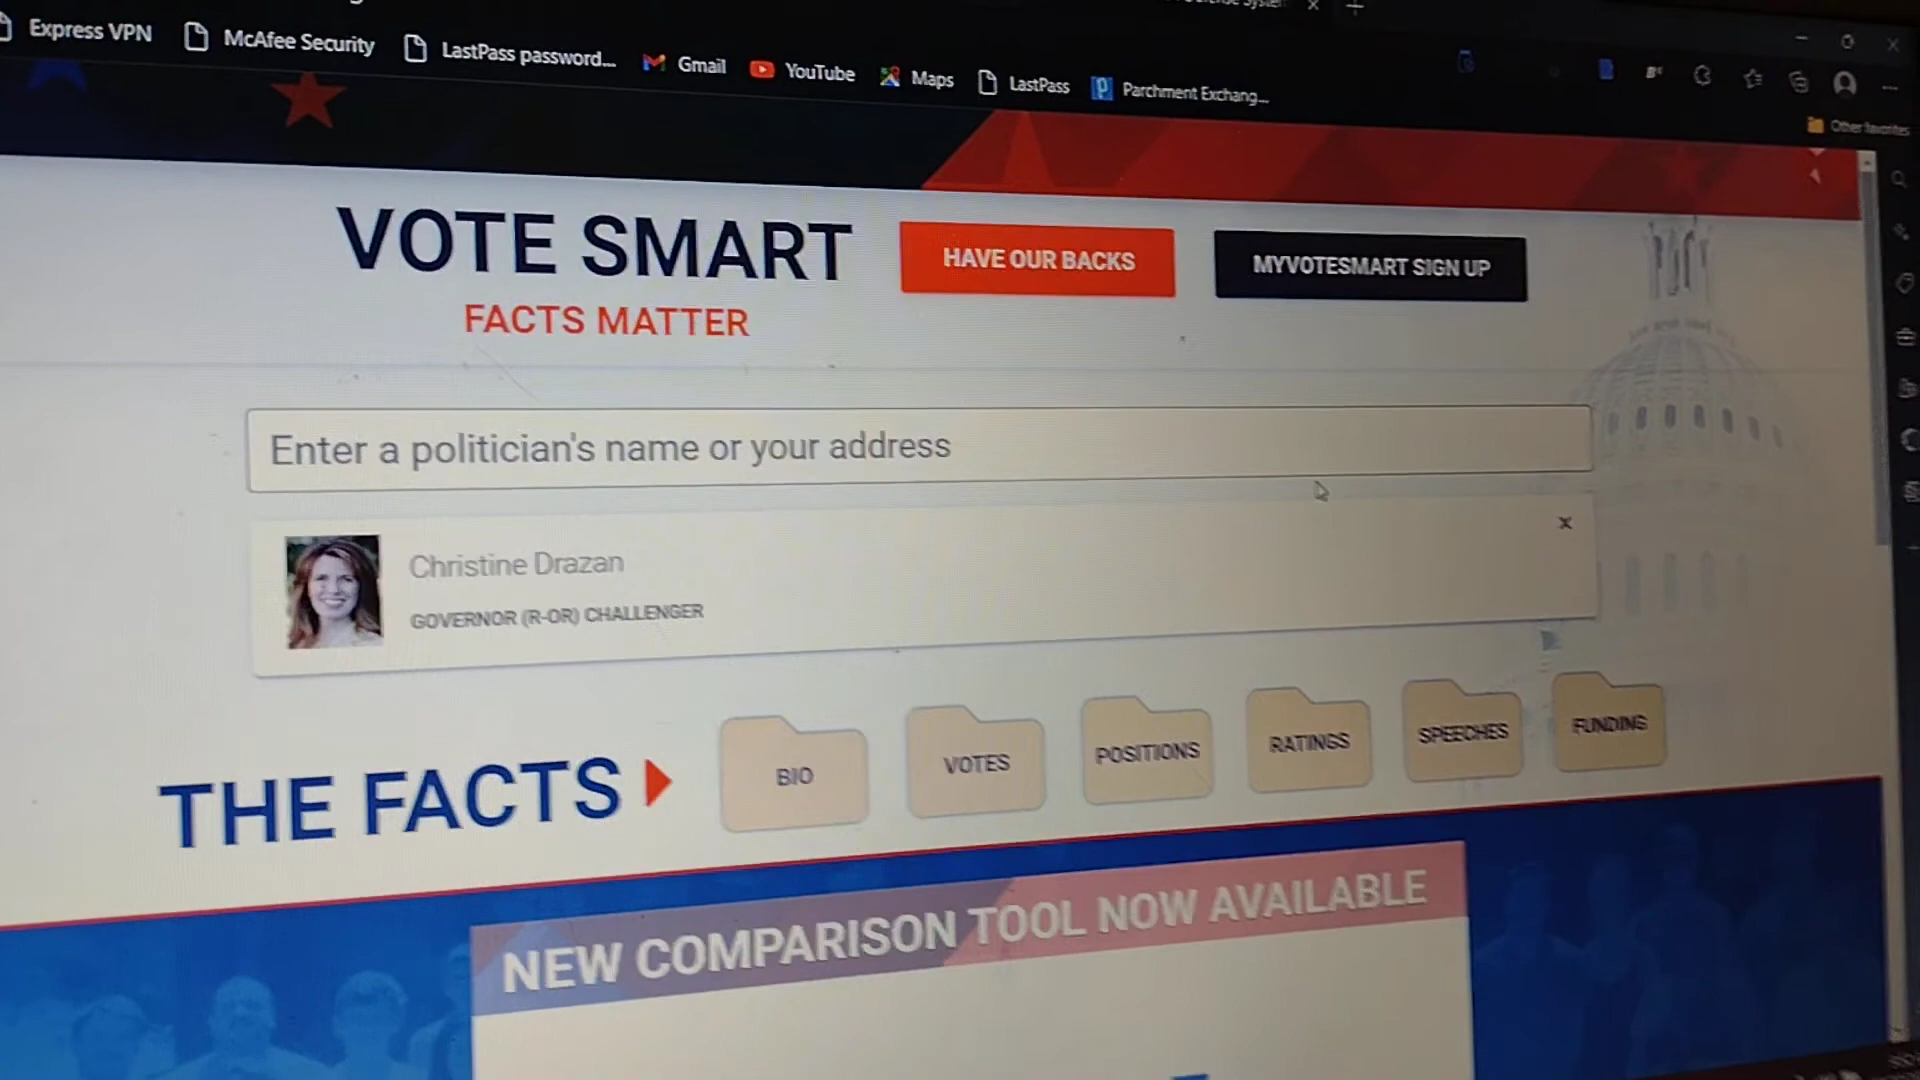 Express VPN
McAfee Security
LastPass password...
Gmail
YouTube
Maps
LastPass
Parchment Exchang...
Other favorites
VOTE SMART
FACTS MATTER
HAVE OUR BACKS
MYVOTESMART SIGN UP
Enter a politician's name or your address
Christine Drazan
GOVERNOR (R-OR) CHALLENGER
THE FACTS
BIO
VOTES
POSITIONS
RATINGS
SPEECHES
FUNDING
NEW COMPARISON TOOL NOW AVAILABLE